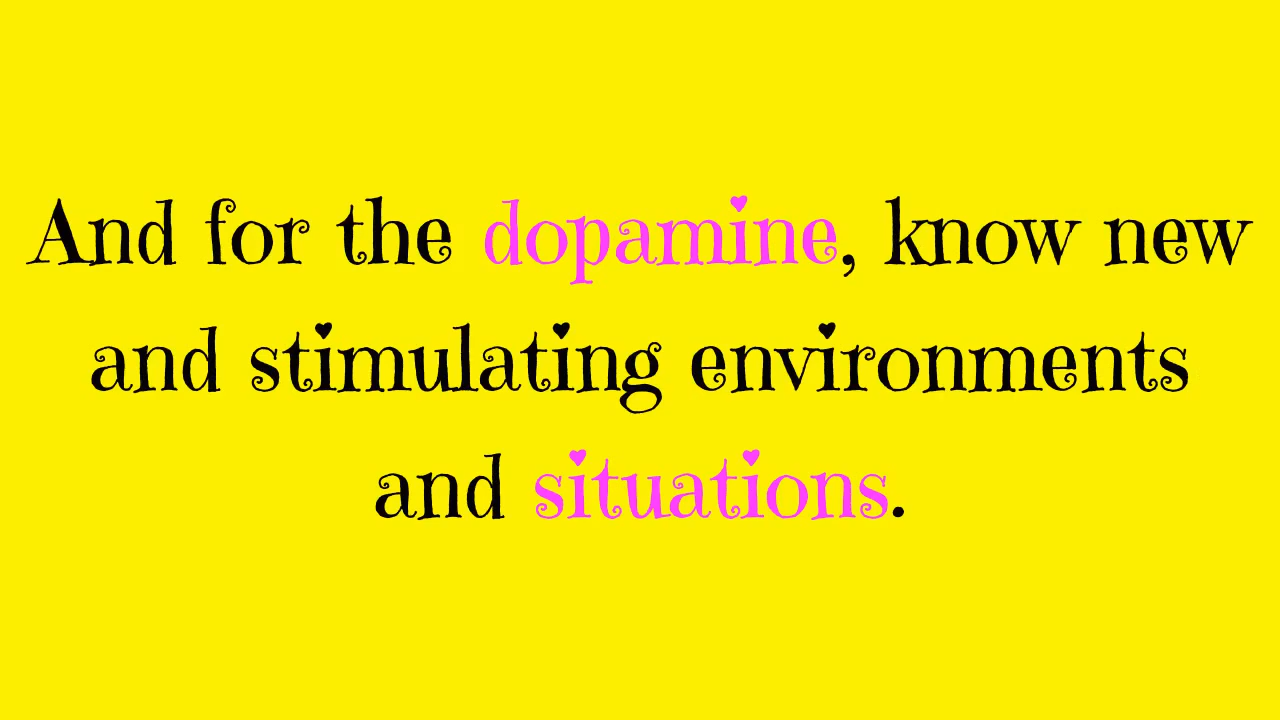 And for the dopamine, know new
and stimulating environments
and situations.